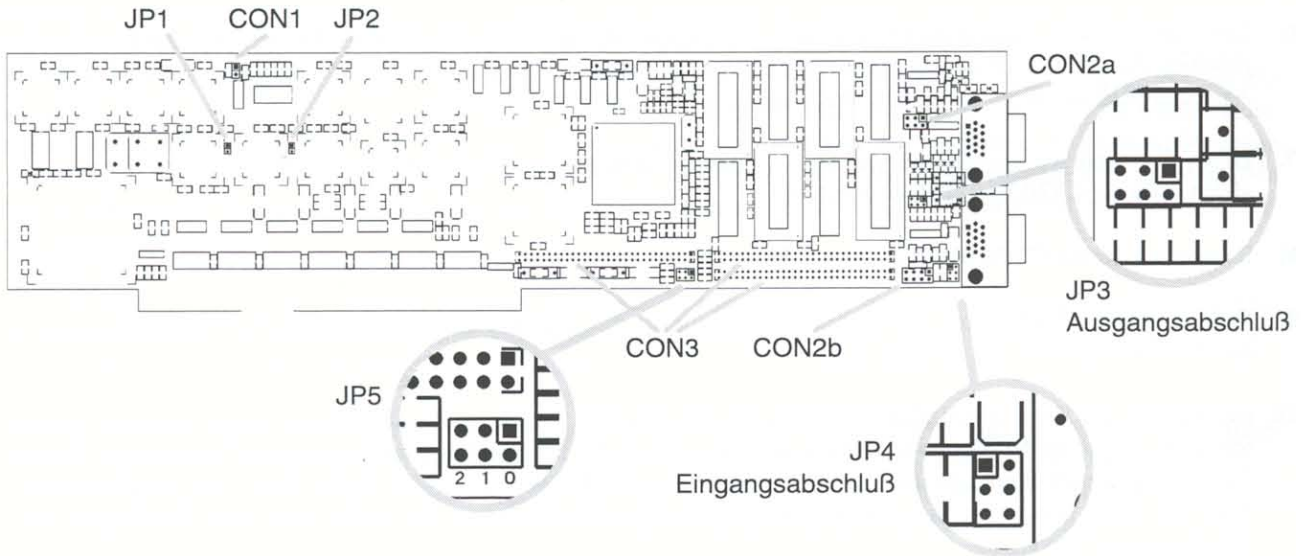 JP1
CON1
JP2
CON2a
JP3
Ausgangsabschluß
CON3
CON2b
JP5
2 1 0
JP4
Eingangsabschluß